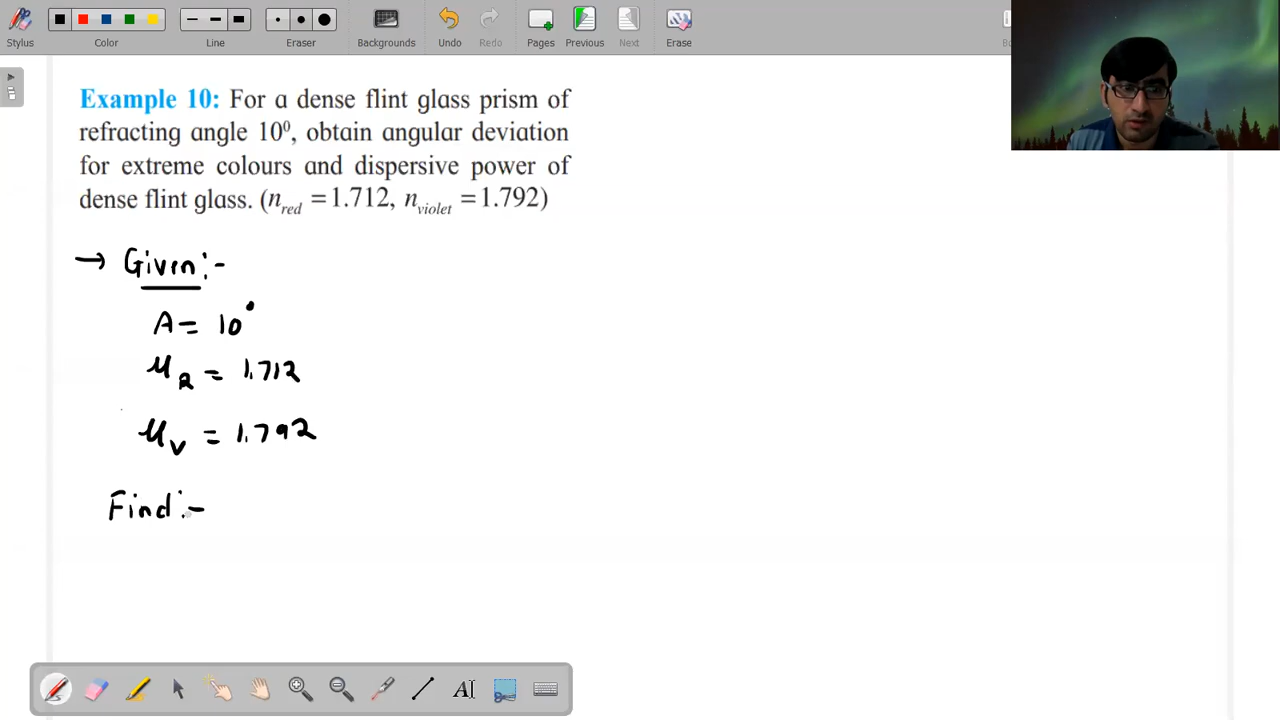 Stylus
Color
Line
Eraser
Backgrounds
Undo
Redo
Pages
Previous
Next
Erase
Example 10: For a dense flint glass prism of
refracting angle 10⁰, obtain angular deviation
for extreme colours and dispersive power of
dense flint glass. (n_red = 1.712, n_violet = 1.792)
→ Given :-
A = 10°
μ_R = 1.712
μ_V = 1.792
Find :-